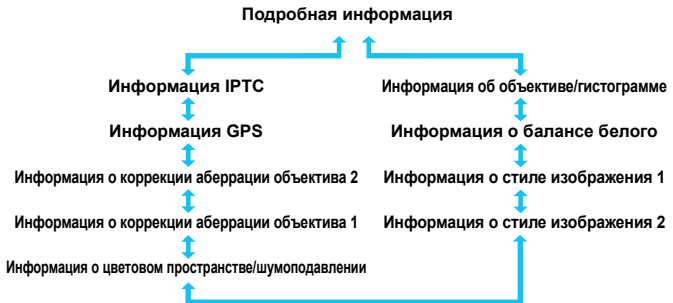 Подробная информация
Информация IPTC
Информация об объективе/гистограмме
Информация GPS
Информация о балансе белого
Информация о коррекции аберрации объектива 2
Информация о стиле изображения 1
Информация о коррекции аберрации объектива 1
Информация о стиле изображения 2
Информация о цветовом пространстве/шумоподавлении